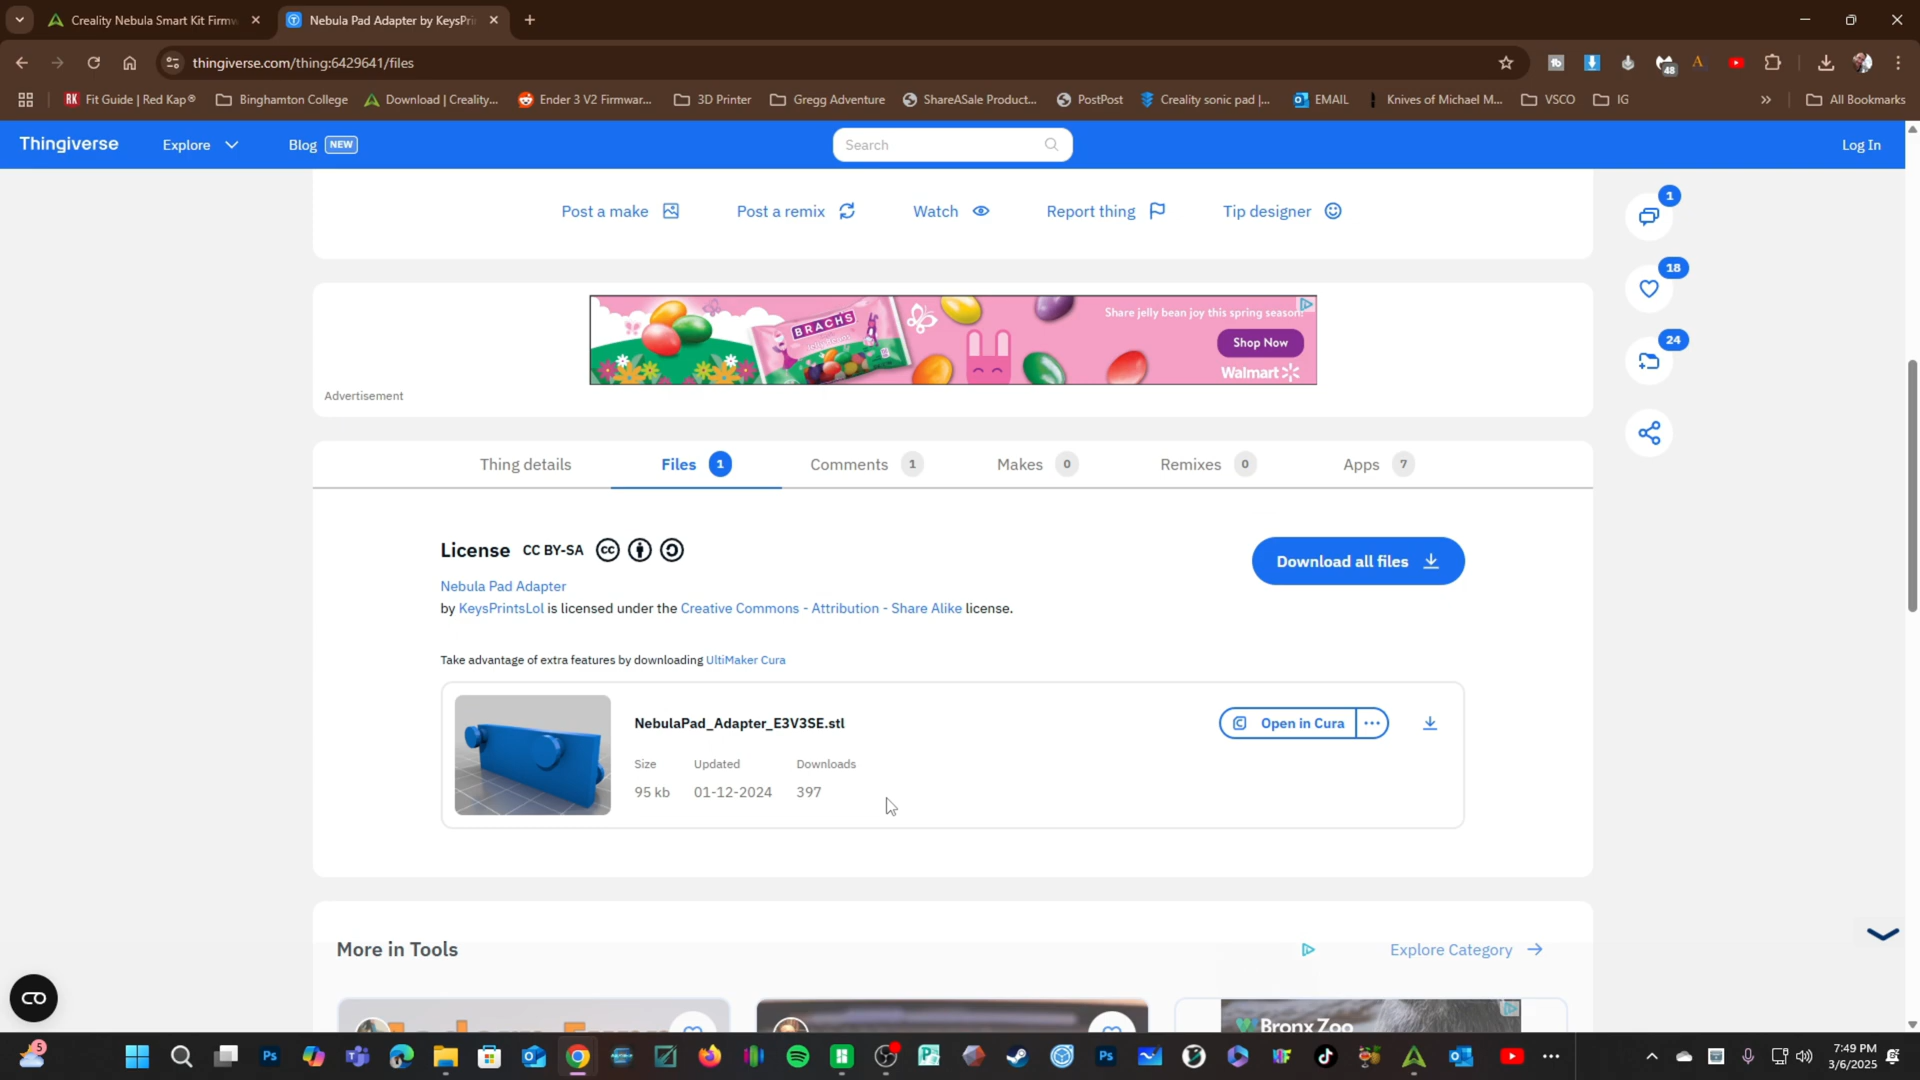 Creality Nebula Smart Kit Firmw
Nebula Pad Adapter by KeysPrin
thingiverse.com/thing:6429641/files
48
Fit Guide | Red Kap®
Binghamton College
Download | Creality...
Ender 3 V2 Firmwar...
3D Printer
Gregg Adventure
ShareASale Product...
PostPost
Creality sonic pad |...
EMAIL
Knives of Michael M...
VSCO
IG
All Bookmarks
Thingiverse
Explore
Blog NEW
Search
Log In
Post a make
Post a remix
Watch
Report thing
Tip designer
1
18
24
BRACHS
Share jelly bean joy this spring season!
Shop Now
Walmart
Advertisement
Thing details
Files 1
Comments 1
Makes 0
Remixes 0
Apps 7
License CC BY-SA
Download all files
Nebula Pad Adapter
by KeysPrintsLol is licensed under the Creative Commons - Attribution - Share Alike license.
Take advantage of extra features by downloading UltiMaker Cura
NebulaPad_Adapter_E3V3SE.stl
Open in Cura
Size Updated Downloads
95 kb 01-12-2024 397
More in Tools
Explore Category
Bronx Zoo
5
7:49 PM
3/6/2025